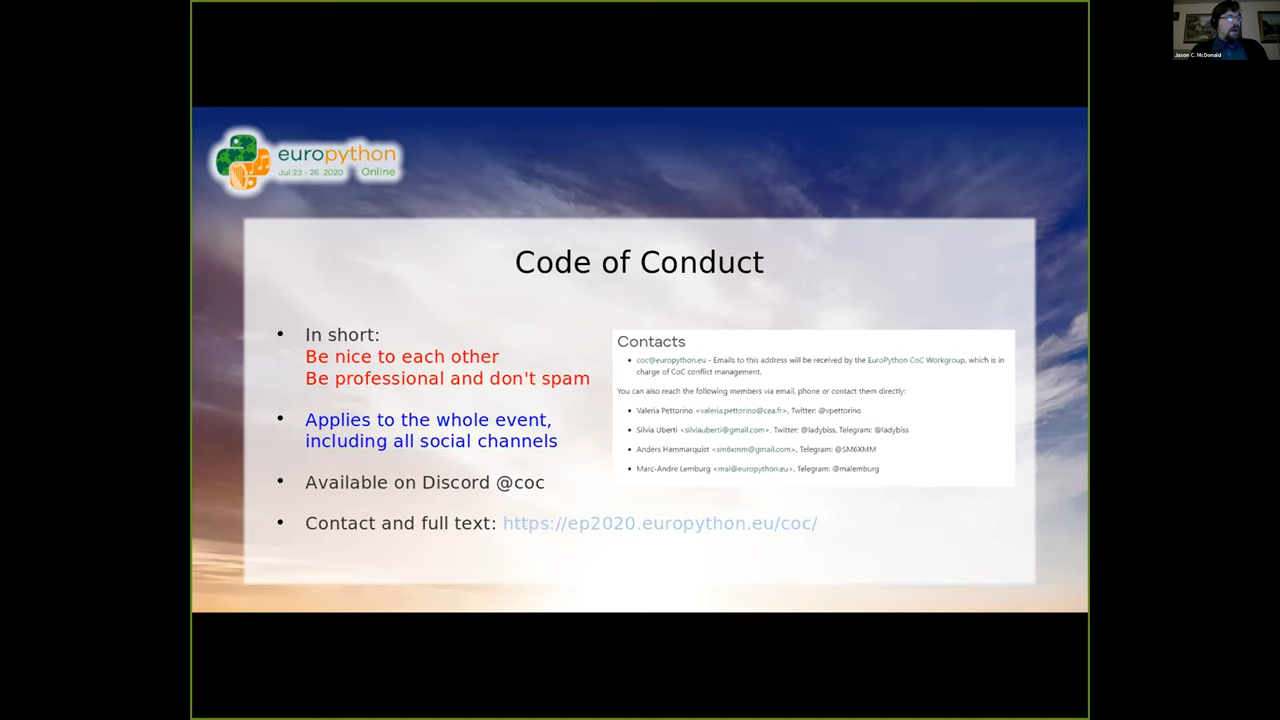 Jason C. McDonald
europython
Jul 23 - 26 2020 Online
Code of Conduct
• In short:
Be nice to each other
Be professional and don't spam
• Applies to the whole event,
including all social channels
• Available on Discord @coc
• Contact and full text: https://ep2020.europython.eu/coc/
Contacts
• coc@europython.eu - Emails to this address will be received by the EuroPython CoC Workgroup, which is in
charge of CoC conflict management.
You can also reach the following members via email, phone or contact them directly:
• Valeria Pettorino <valeria.pettorino@cea.fr>, Twitter: @vpettorino
• Silvia Uberti <silviauberti@gmail.com>, Twitter: @ladybiss, Telegram: @ladybiss
• Anders Hammarquist <sm6xmm@gmail.com>, Telegram: @SM6XMM
• Marc-Andre Lemburg <mal@europython.eu>, Telegram: @malemburg